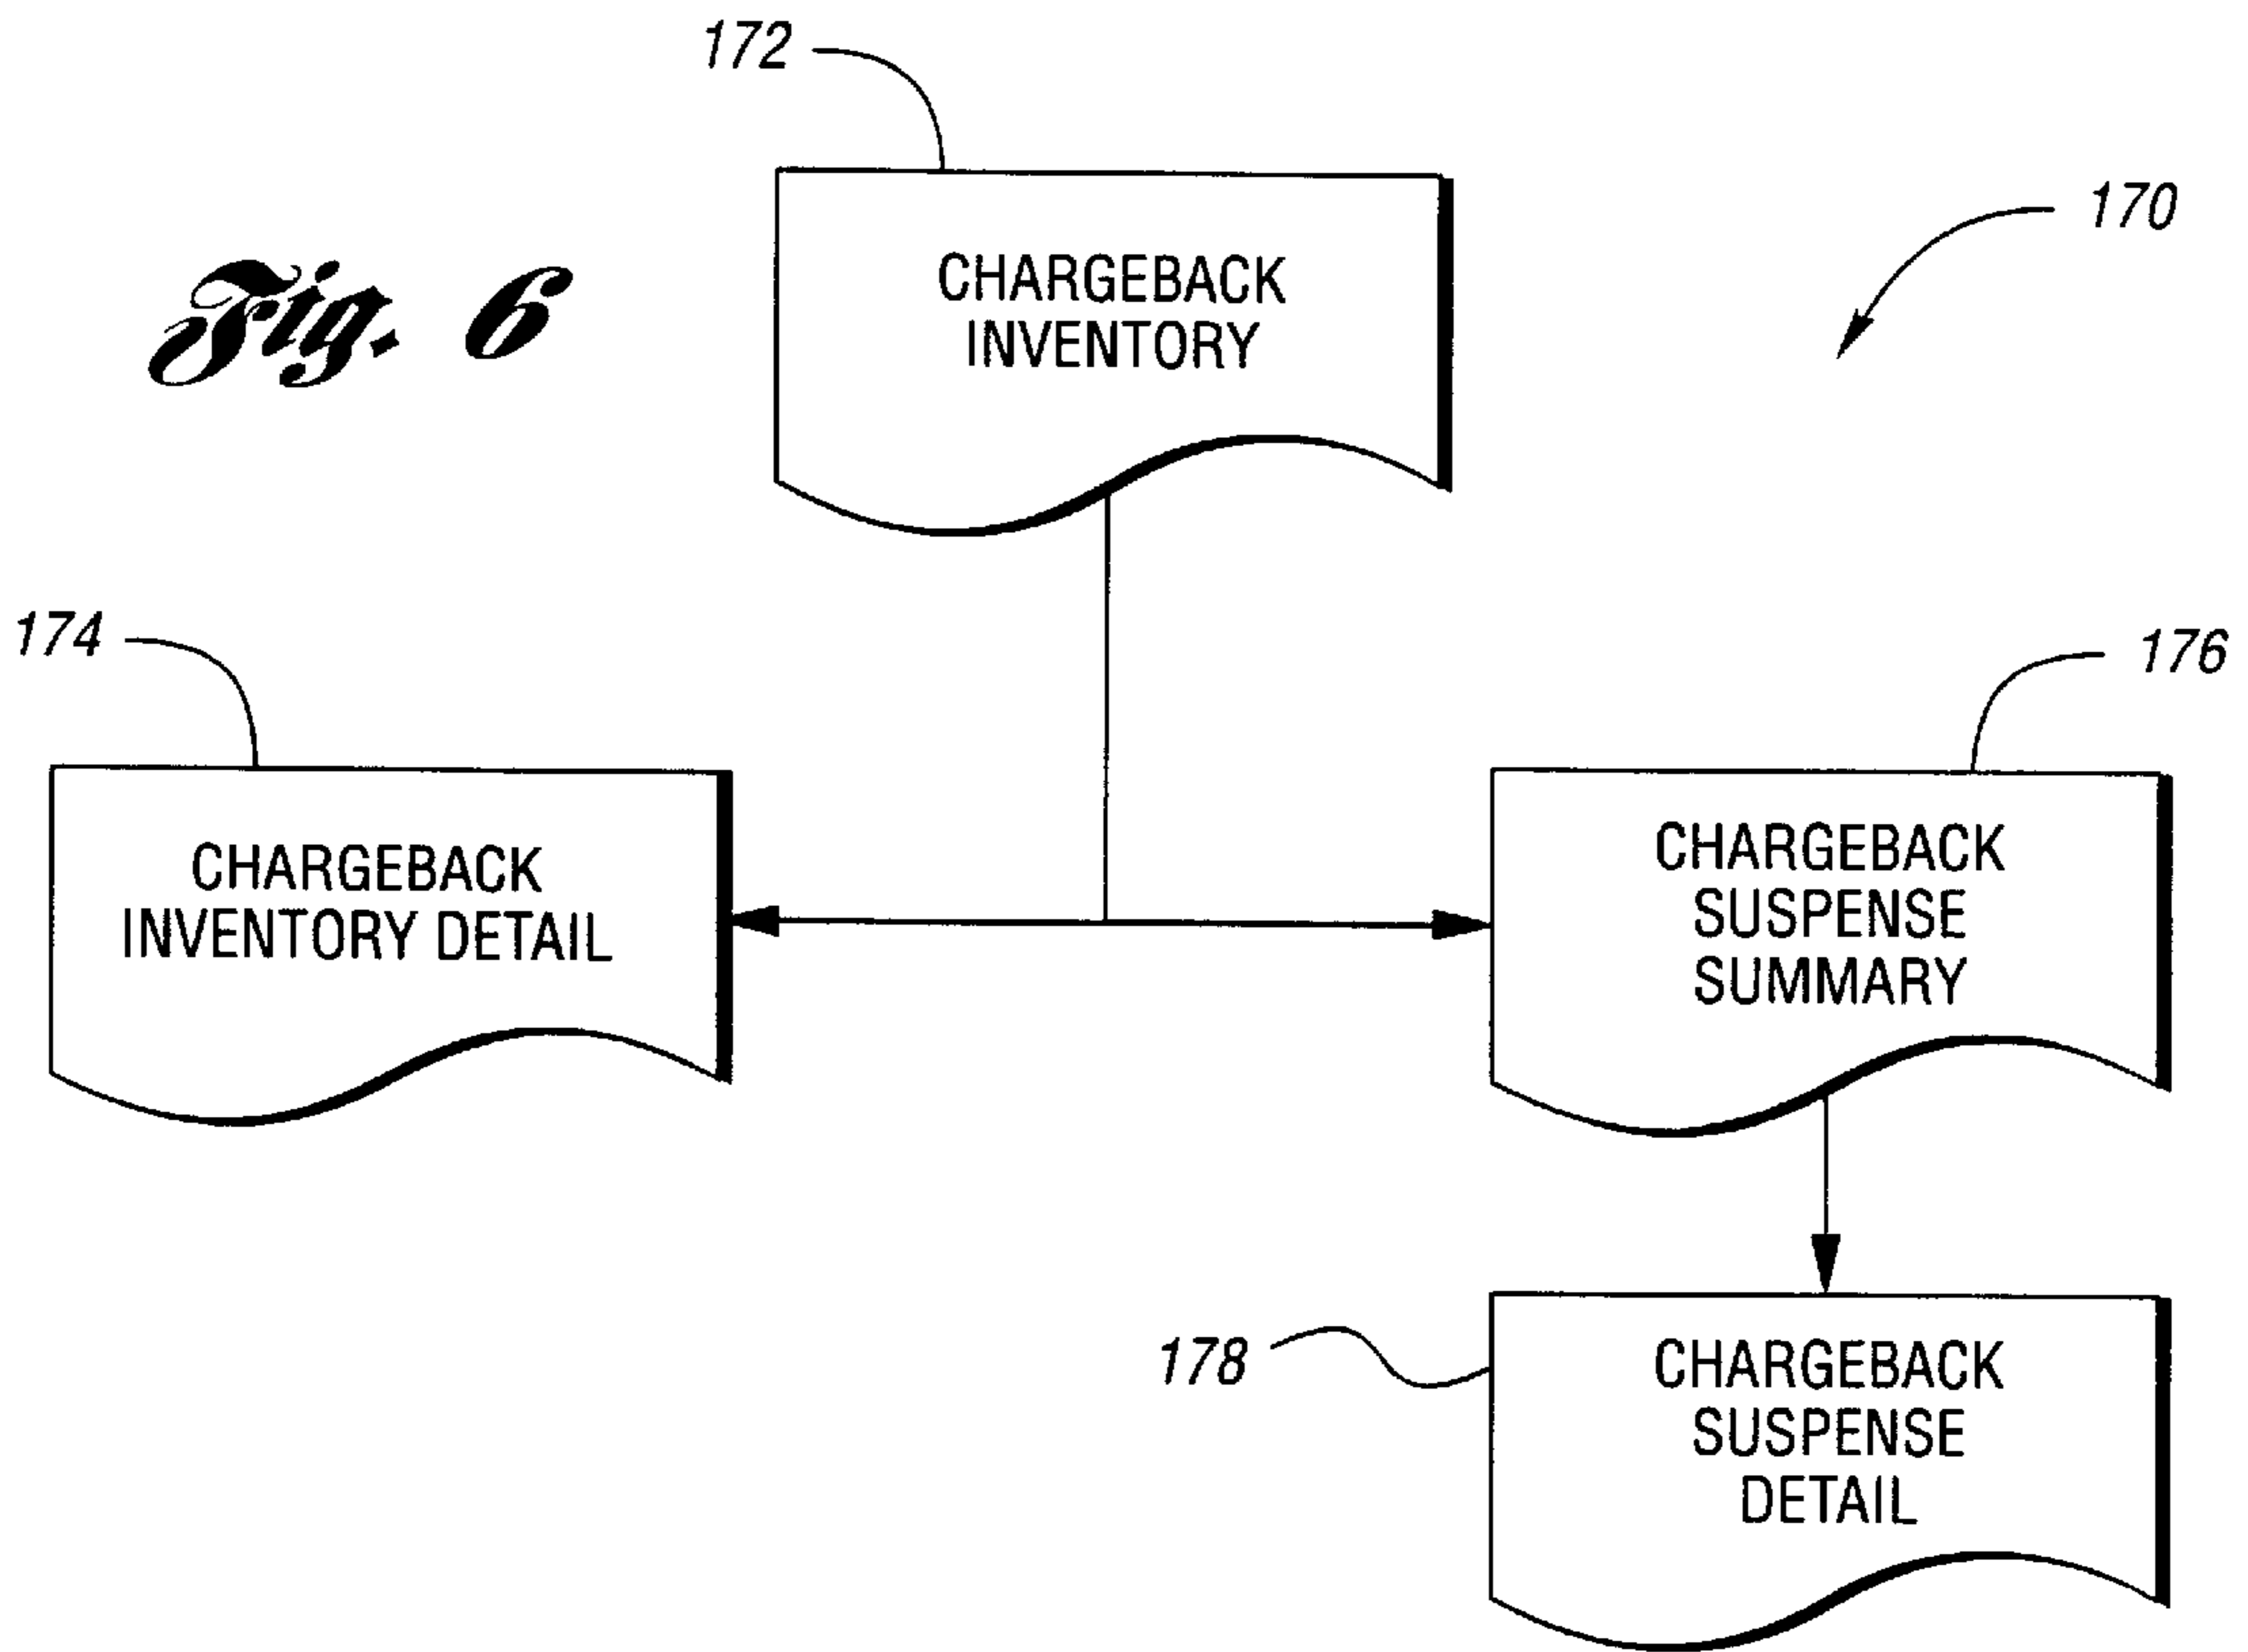 172
170
Fig. 6
CHARGEBACK
INVENTORY
174
176
CHARGEBACK
INVENTORY DETAIL
CHARGEBACK
SUSPENSE
SUMMARY
178
CHARGEBACK
SUSPENSE
DETAIL